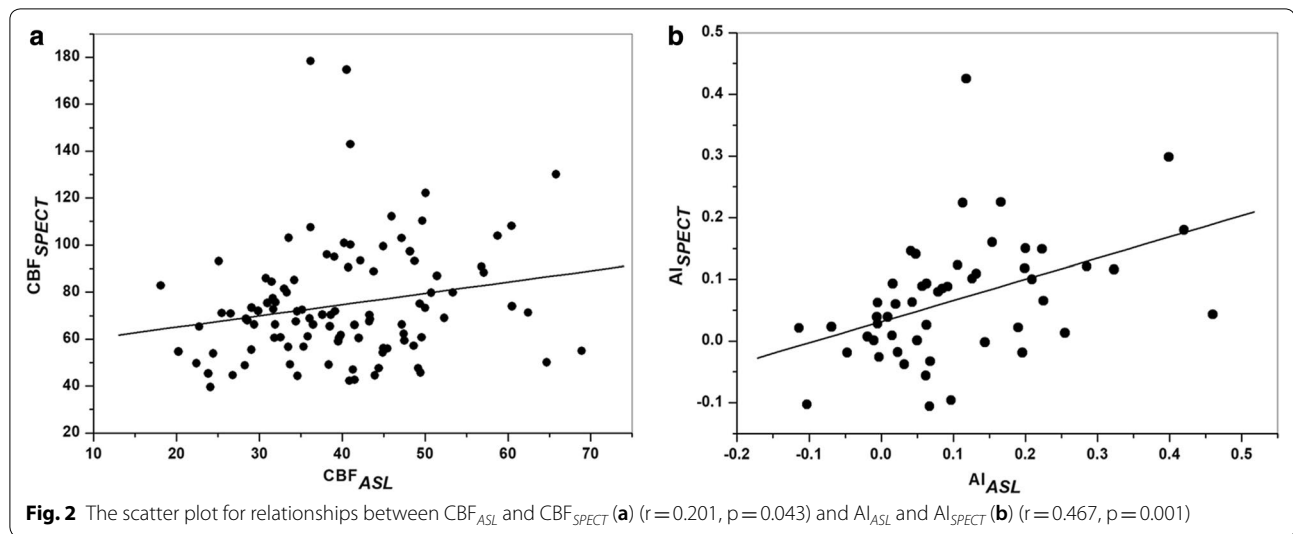 a
180
160
140
120
100
80
60
40
20
CBF_SPECT
10 20 30 40 50 60 70
CBF_ASL
b
0.5
0.4
0.3
0.2
0.1
0.0
-0.1
AI_SPECT
-0.2 -0.1 0.0 0.1 0.2 0.3 0.4 0.5
AI_ASL
Fig. 2 The scatter plot for relationships between CBF_ASL and CBF_SPECT (a) (r = 0.201, p = 0.043) and AI_ASL and AI_SPECT (b) (r = 0.467, p = 0.001)